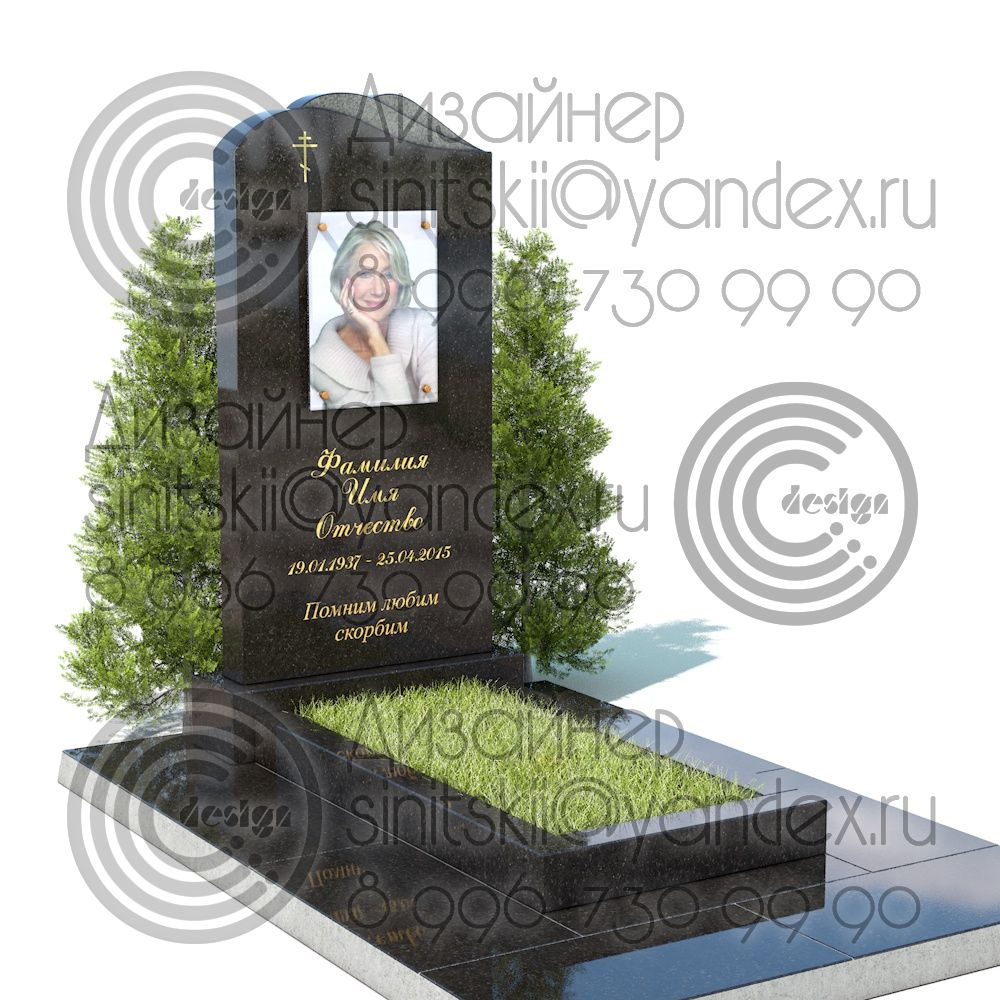 Дизайнер
sinitskii@yandex.ru
8 996 730 99 90
design
Дизайнер
sinitskii@yandex.ru
8 996 730 99 90
design
Фамилия
Имя
Отчество
19.01.1937 - 25.04.2015
Помним любим
скорбим
Дизайнер
sinitskii@yandex.ru
8 996 730 99 90
design